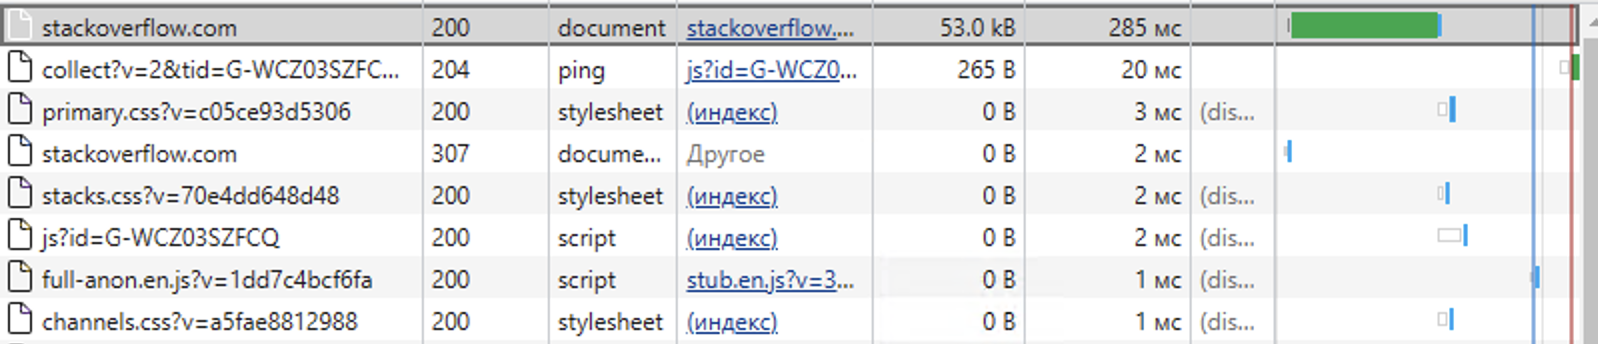 stackoverflow.com 200 document stackoverflow.... 53.0 kB 285 мс
collect?v=2&tid=G-WCZ03SZFC... 204 ping js?id=G-WCZ0... 265 B 20 мс
primary.css?v=c05ce93d5306 200 stylesheet (индекс) 0 B 3 мс (dis...
stackoverflow.com 307 docume... Другое 0 B 2 мс
stacks.css?v=70e4dd648d48 200 stylesheet (индекс) 0 B 2 мс (dis...
js?id=G-WCZ03SZFCQ 200 script (индекс) 0 B 2 мс (dis...
full-anon.en.js?v=1dd7c4bcf6fa 200 script stub.en.js?v=3... 0 B 1 мс (dis...
channels.css?v=a5fae8812988 200 stylesheet (индекс) 0 B 1 мс (dis...